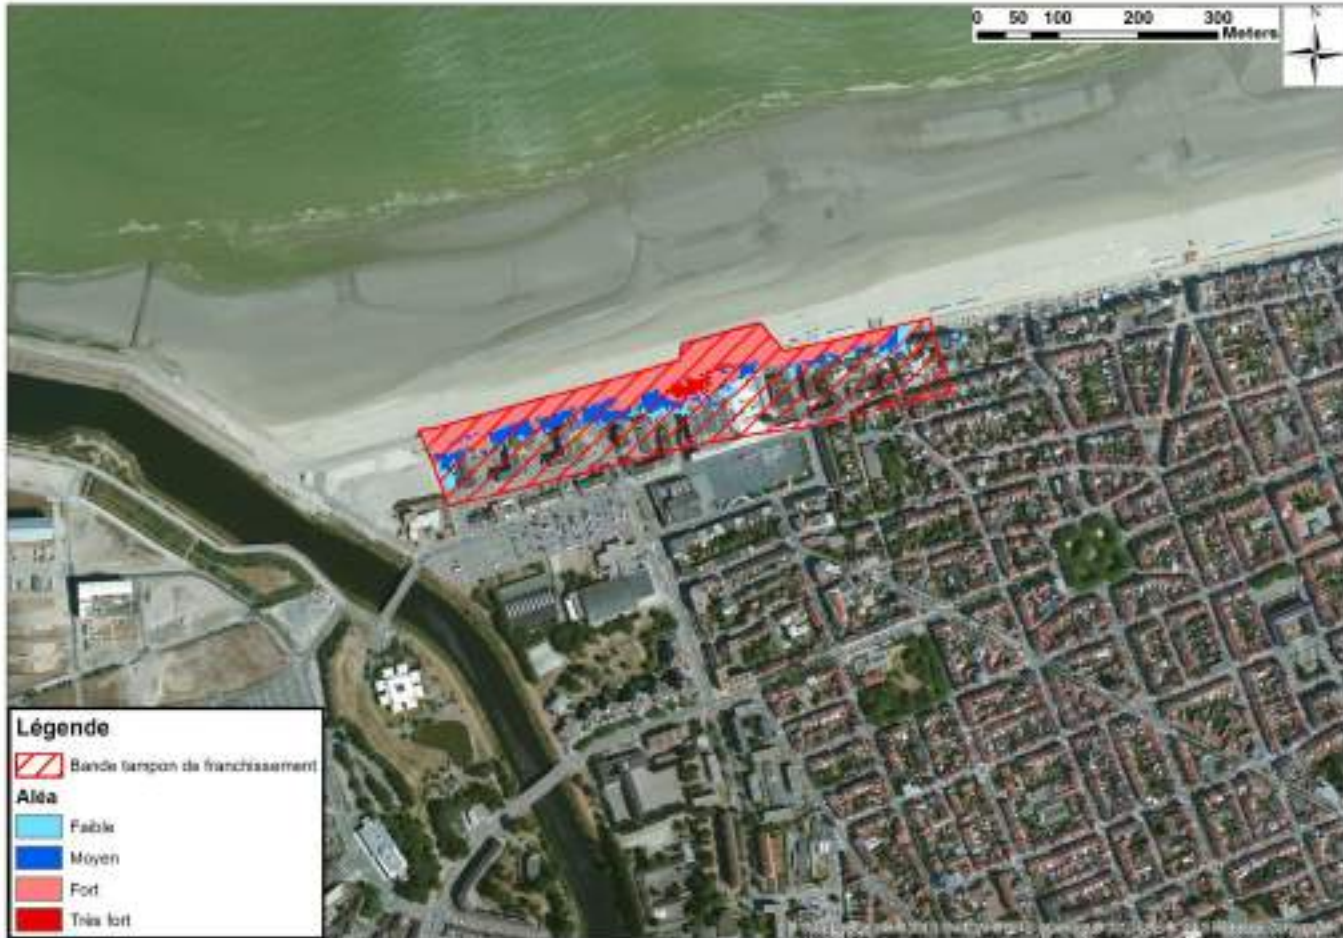 0 50 100 200 300
Meters
N
Légende
Bande tampon de franchissement
Aléa
Faible
Moyen
Fort
Très fort